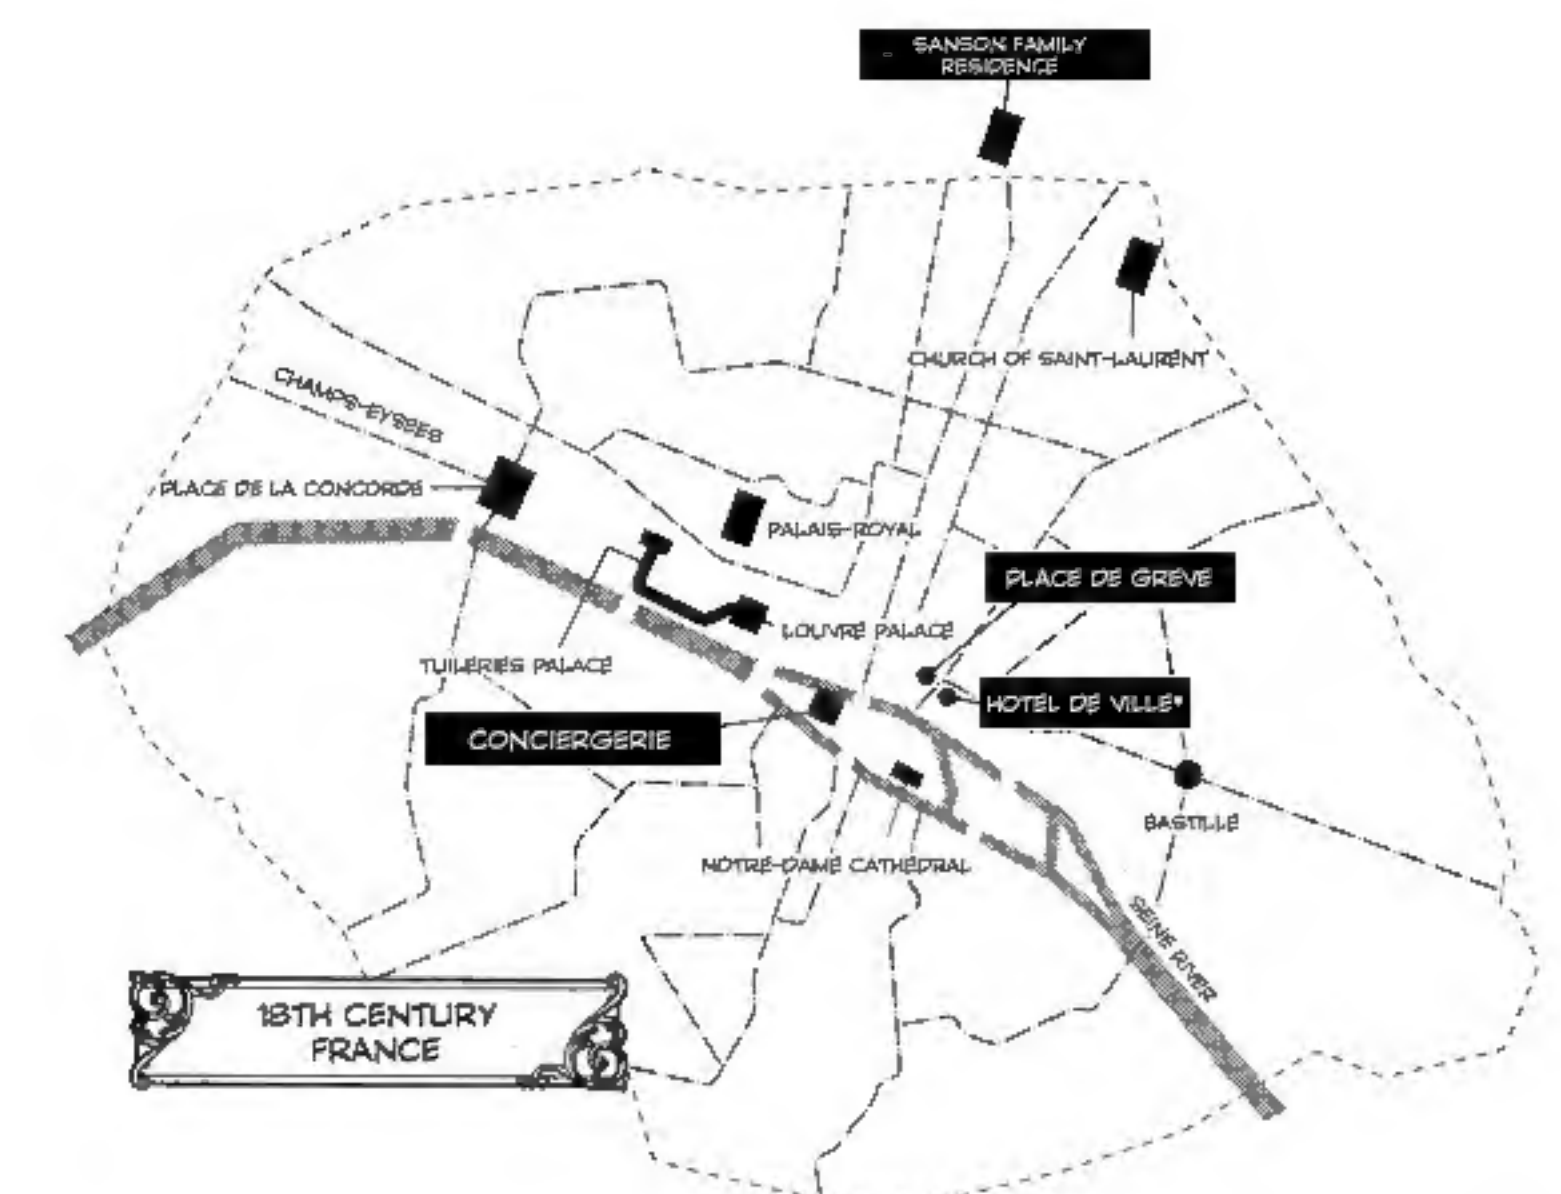 SANSON FAMILY
RESIDENCE
CHURCH OF SAINT-LAURENT
CHAMPS-EYSEES
PLACE DE LA CONCORDE
PALAIS-ROYAL
PLACE DE GREVE
LOUVRE PALACE
TUILERIES PALACE
HOTEL DE VILLE*
CONCIERGERIE
BASTILLE
NOTRE-DAME CATHEDRAL
SEINE RIVER
18TH CENTURY
FRANCE